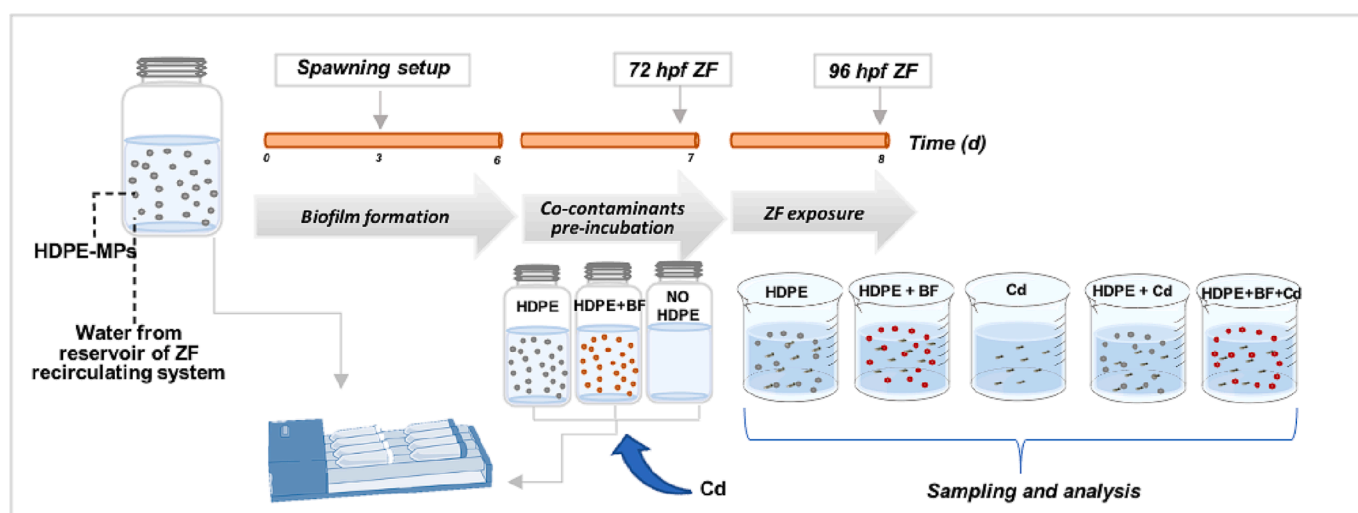 Spawning setup
72 hpf ZF
96 hpf ZF
0
3
6
7
8
Time (d)
Biofilm formation
Co-contaminants
pre-incubation
ZF exposure
HDPE-MPs
Water from
reservoir of ZF
recirculating system
HDPE
HDPE+BF
NO
HDPE
Cd
HDPE
HDPE + BF
Cd
HDPE + Cd
HDPE+BF+Cd
Sampling and analysis